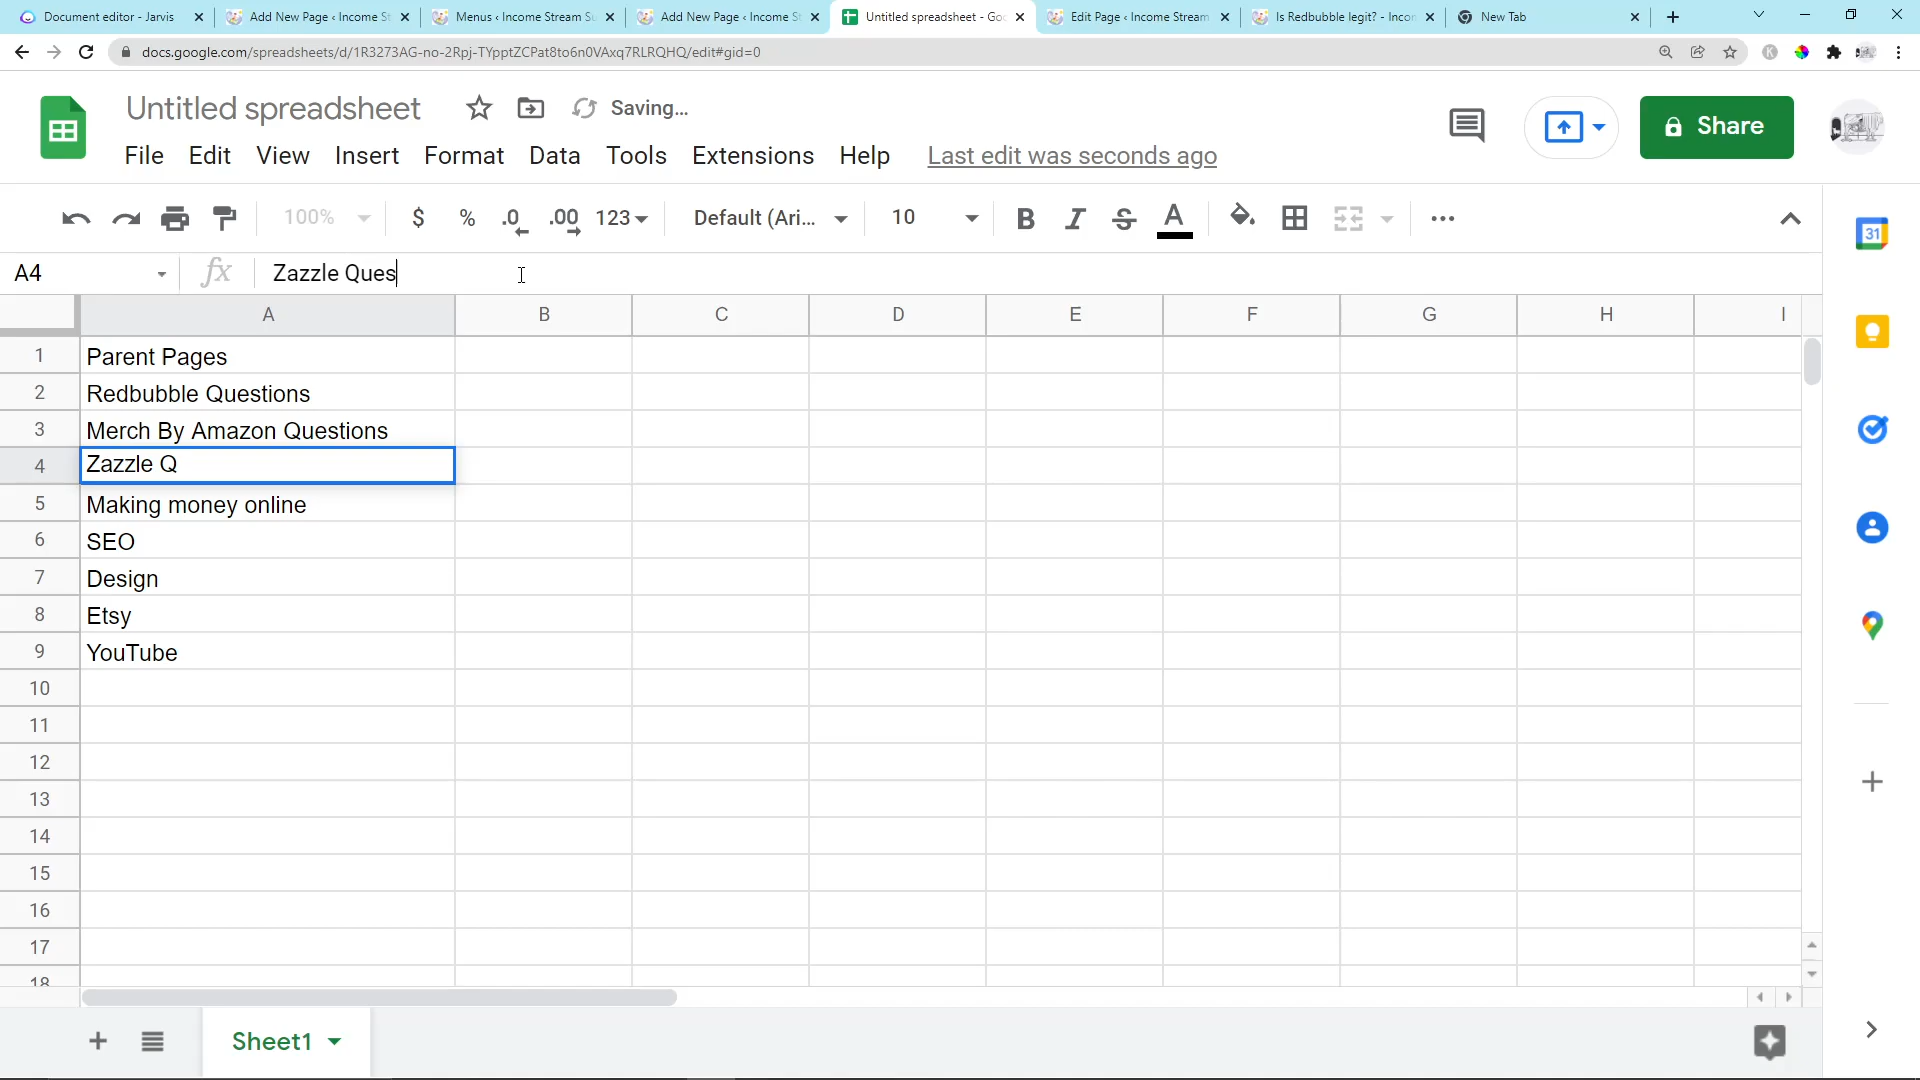 Document editor - Jarvis
Add New Page ‹ Income St
Menus ‹ Income Stream Su
Add New Page ‹ Income St
Untitled spreadsheet - Goo
Edit Page ‹ Income Stream
Is Redbubble legit? - Incom
New Tab
docs.google.com/spreadsheets/d/1R3273AG-no-2Rpj-TYpptZCPat8to6n0VAxq7RLRQHQ/edit#gid=0
K
Untitled spreadsheet
Saving…
Share
File Edit View Insert Format Data Tools Extensions Help Last edit was seconds ago
100% $ % .0 .00 123 Default (Ari... 10 B I S A
31
A4 fx Zazzle Ques
A B C D E F G H I
1 Parent Pages
2 Redbubble Questions
3 Merch By Amazon Questions
4 Zazzle Q
5 Making money online
6 SEO
7 Design
8 Etsy
9 YouTube
10
11
12
13
14
15
16
17
18
Sheet1